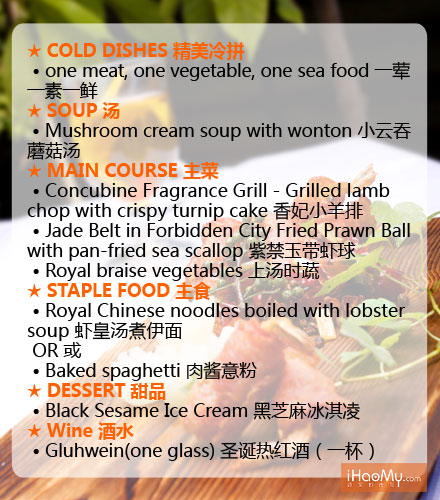 ★ COLD DISHES 精美冷拼
• one meat, one vegetable, one sea food 一荤
一素一鲜
★ SOUP 汤
• Mushroom cream soup with wonton 小云吞
蘑菇汤
★ MAIN COURSE 主菜
• Concubine Fragrance Grill - Grilled lamb
chop with crispy turnip cake 香妃小羊排
• Jade Belt in Forbidden City Fried Prawn Ball
with pan-fried sea scallop 紫禁玉带虾球
• Royal braise vegetables 上汤时蔬
★ STAPLE FOOD 主食
• Royal Chinese noodles boiled with lobster
soup 虾皇汤煮伊面
OR 或
• Baked spaghetti 肉酱意粉
★ DESSERT 甜品
• Black Sesame Ice Cream 黑芝麻冰淇凌
★ Wine 酒水
• Gluhwein(one glass) 圣诞热红酒（一杯）
iHaoMy.com